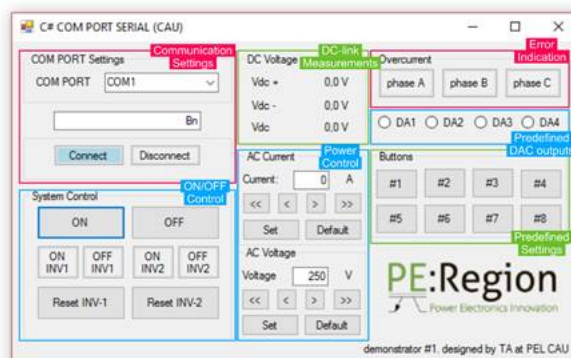 C# COM PORT SERIAL (CAU)
COM PORT Settings
Communication
Settings
COM PORT
COM1
Bn
Connect
Disconnect
DC Voltage
DC-link
Measurements
Vdc + 0,0 V
Vdc - 0,0 V
Vdc 0,0 V
Overcurrent
Error
Indication
phase A
phase B
phase C
DA1
DA2
DA3
DA4
Predefined
DAC outputs
System Control
ON/OFF
Control
ON
OFF
ON
INV1
OFF
INV1
ON
INV2
OFF
INV2
Reset INV-1
Reset INV-2
AC Current
Power
Control
Current: 0 A
<<
<
>
>>
Set
Default
AC Voltage
Voltage 250 V
<<
<
>
>>
Set
Default
Buttons
#1
#2
#3
#4
#5
#6
#7
#8
Predefined
Settings
PE:Region
Power Electronics Innovation
demonstrator #1. designed by TA at PEL CAU